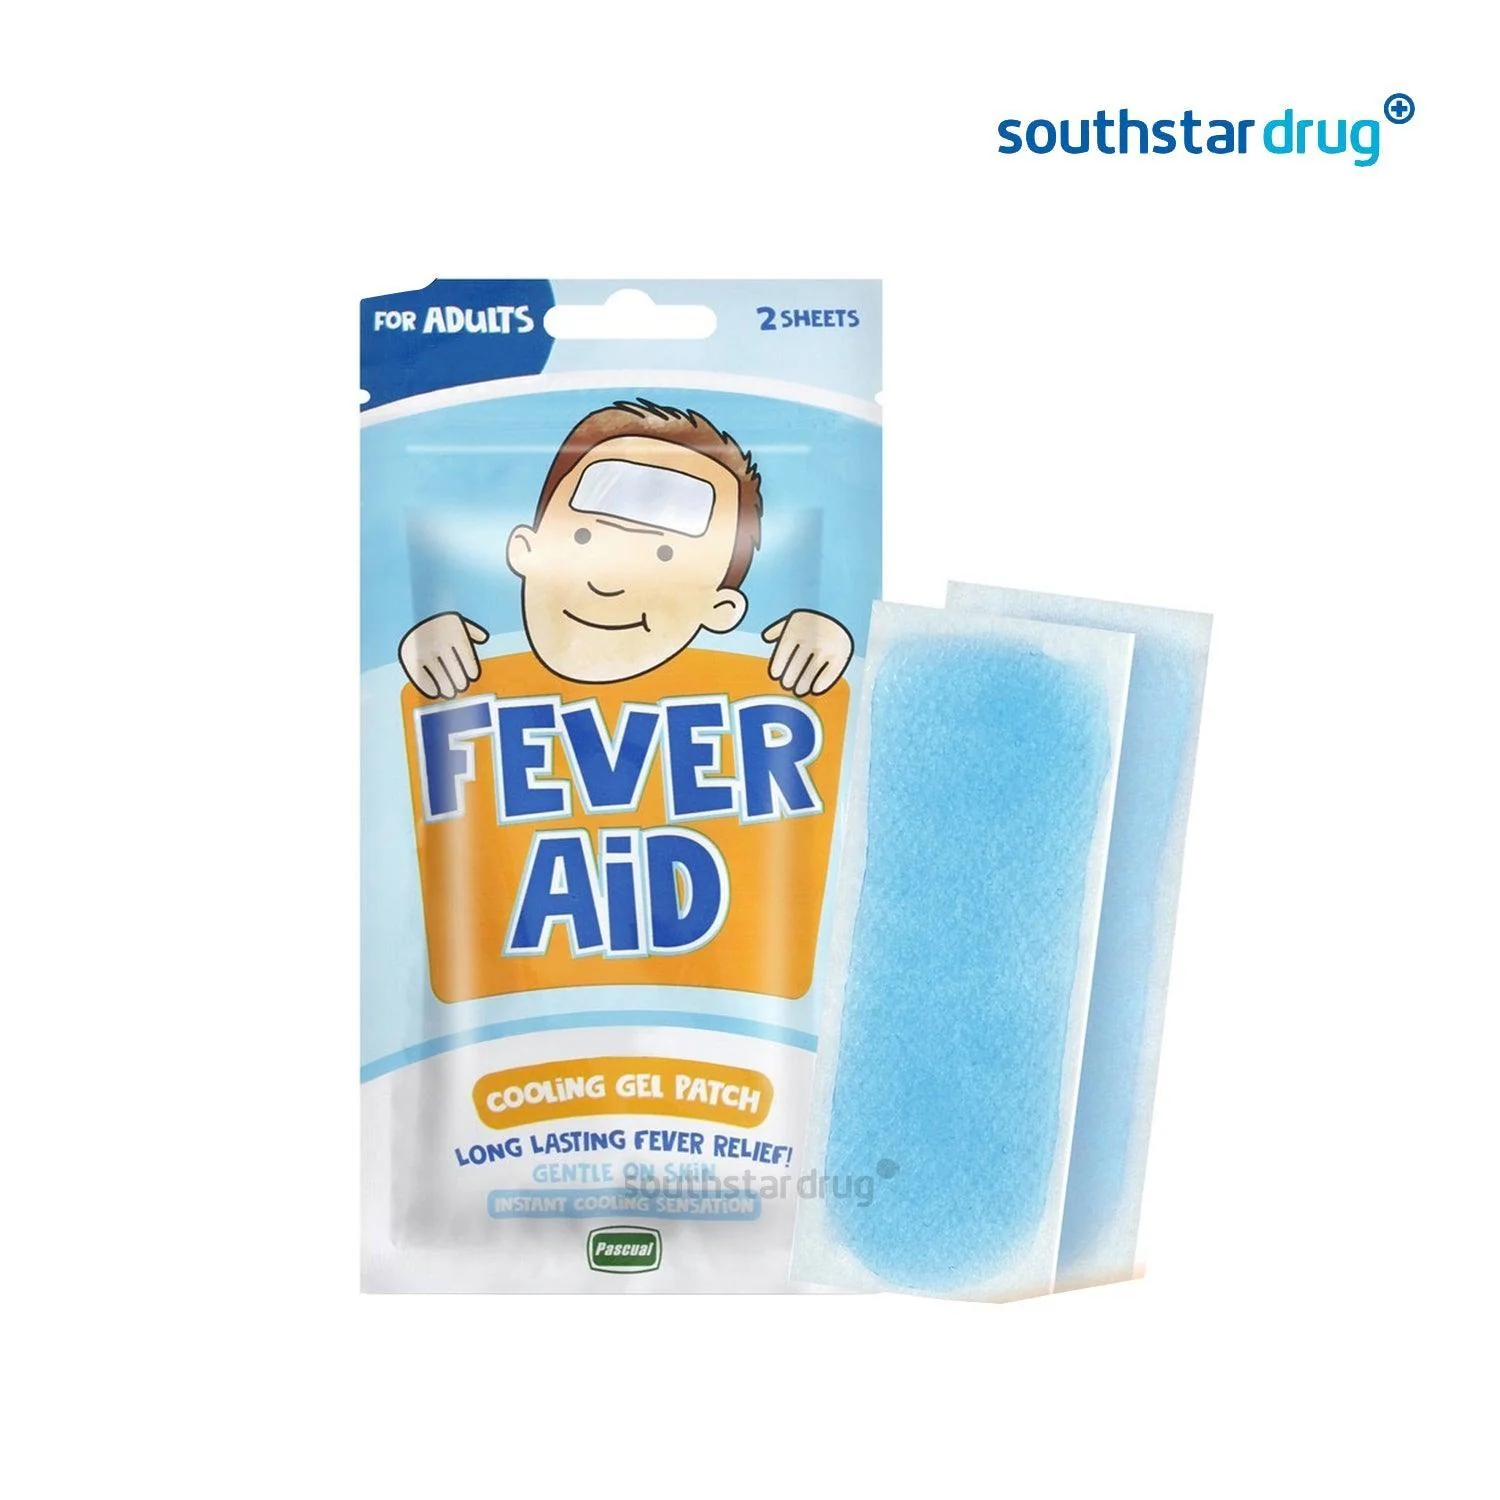 southstardrug
FOR ADULTS
2 SHEETS
FEVER
AiD
COOLiNG GEL PATCH
LONG LASTING FEVER RELIEF!
GENTLE ON SKiN
southstardrug
INSTANT COOLING SENSATION
Pascual